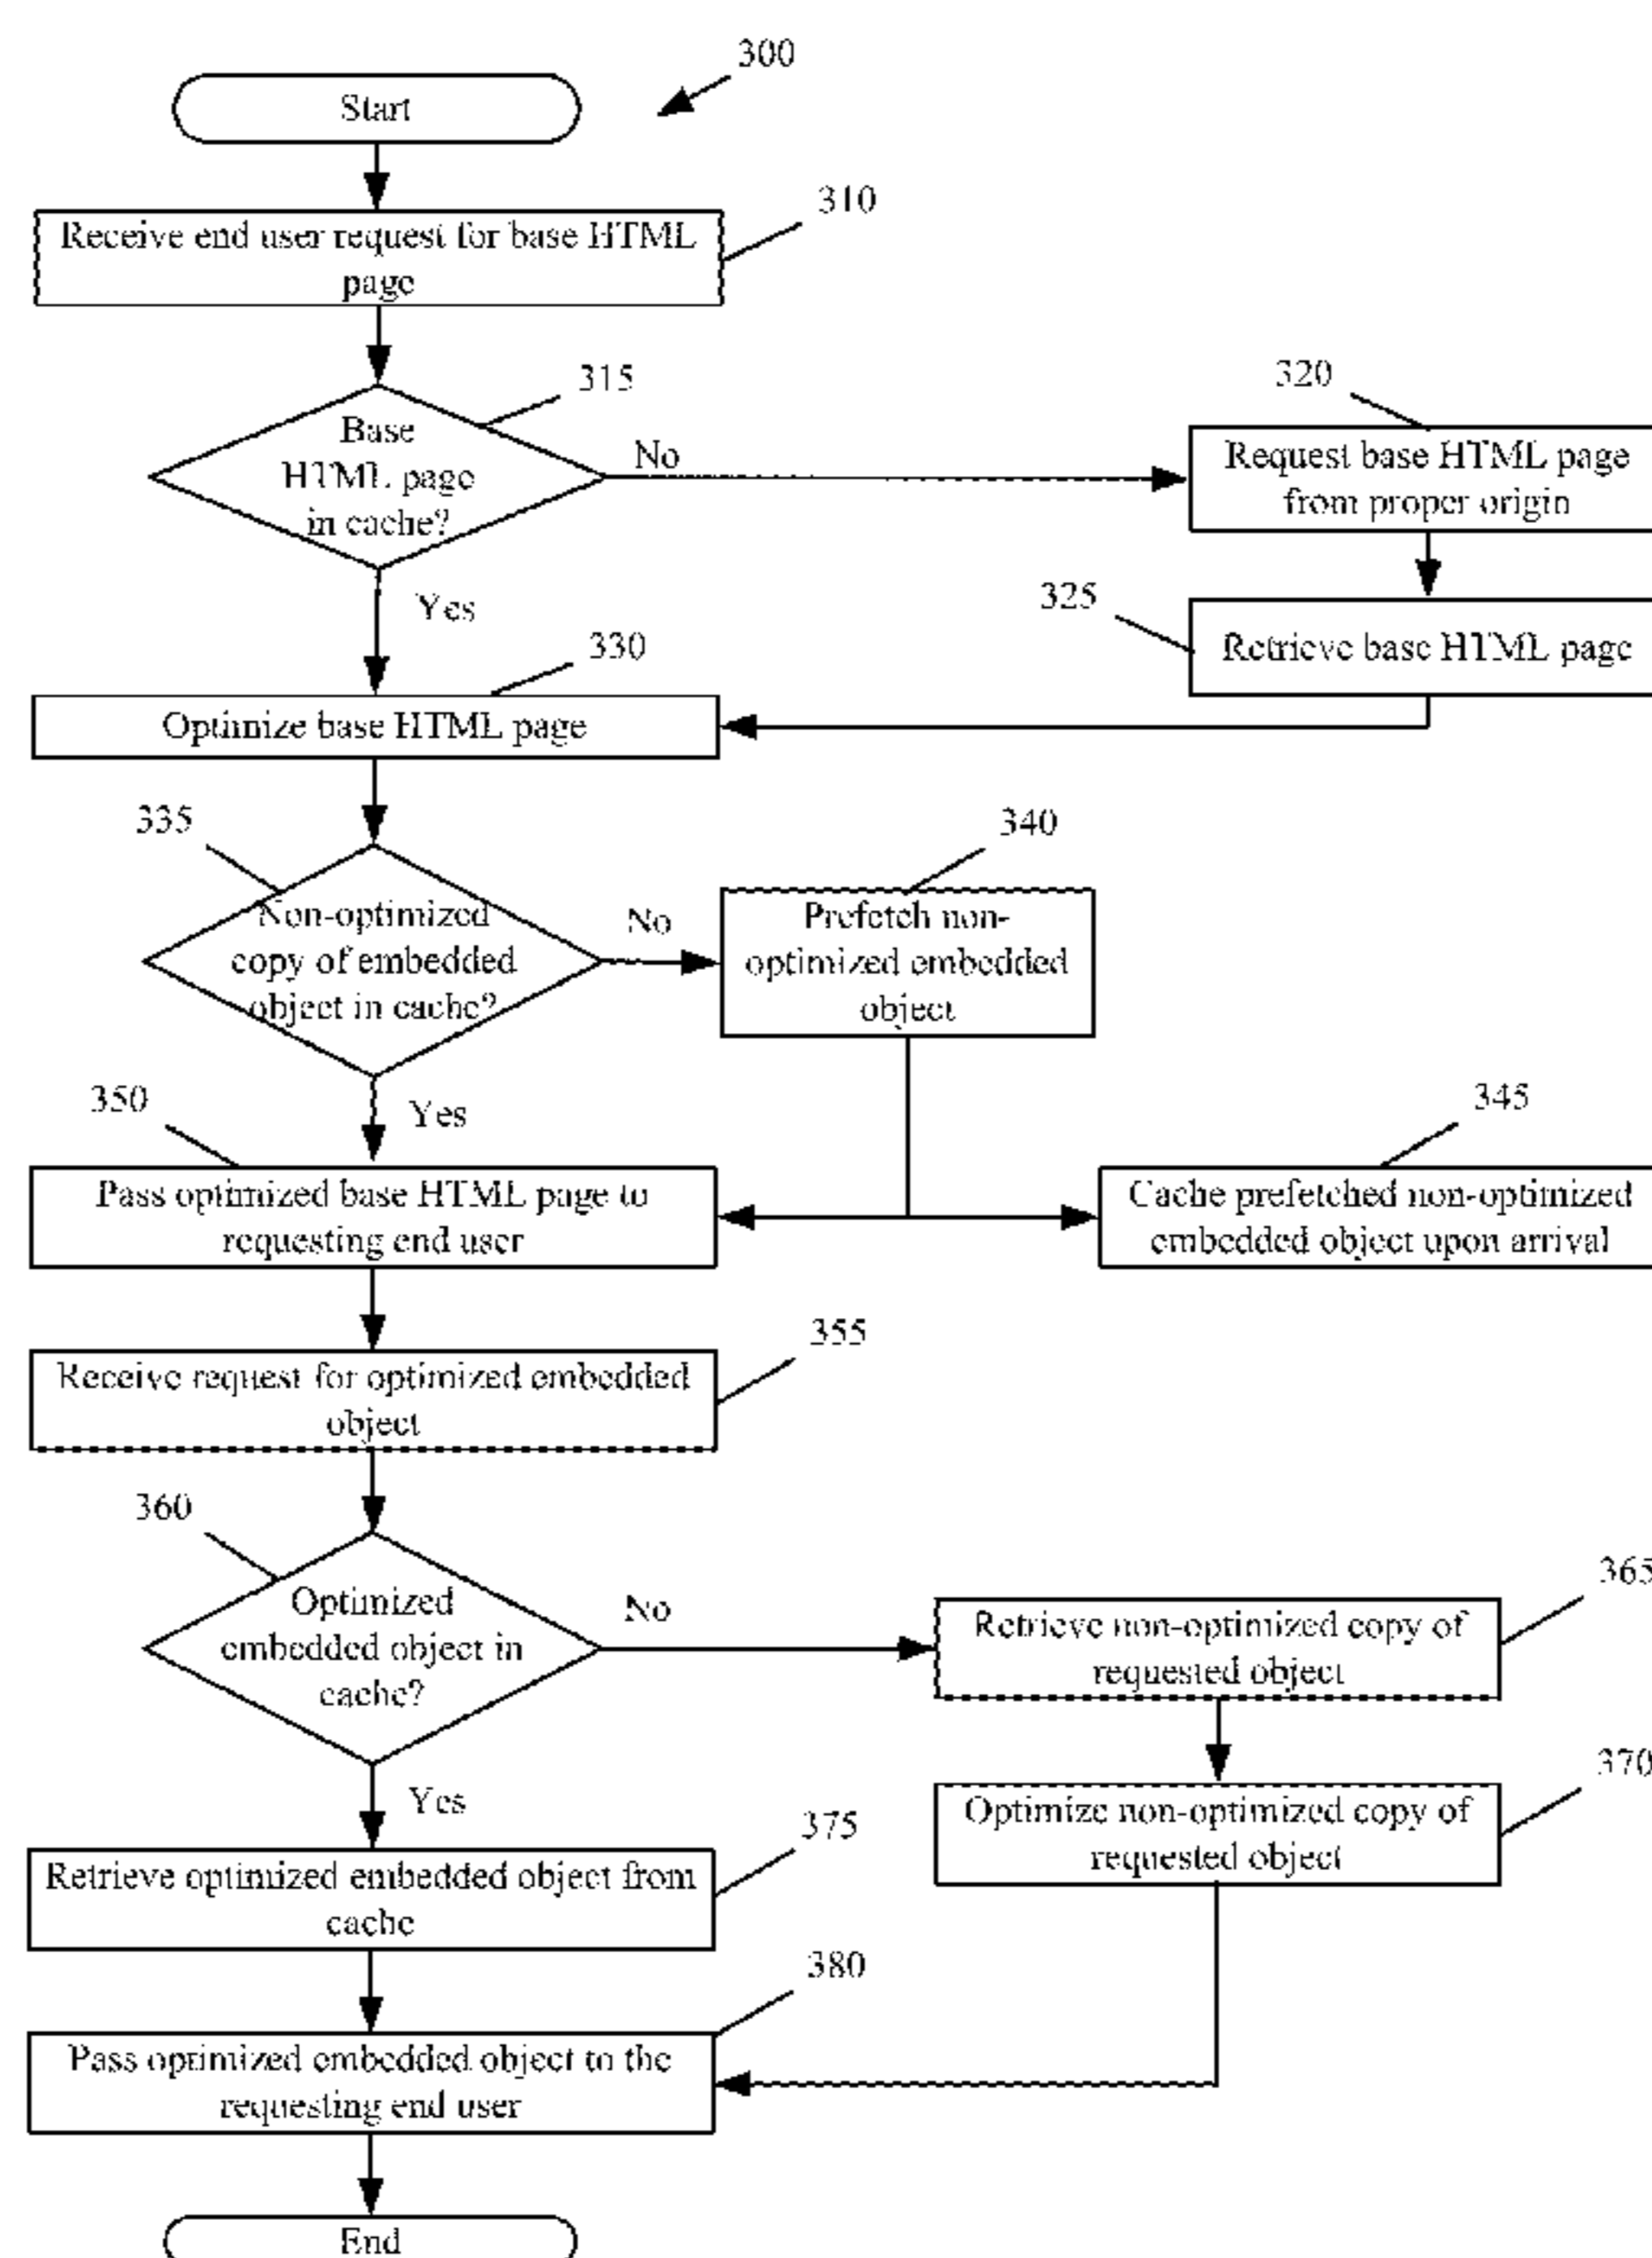 300
Start
310
Receive end user request for base HTML
page
315
Base
HTML page
in cache?
No
320
Request base HTML page
from proper origin
Yes
325
Retrieve base HTML page
330
Optimize base HTML page
335
Non-optimized
copy of embedded
object in cache?
No
340
Prefetch non-
optimized embedded
object
Yes
350
Pass optimized base HTML page to
requesting end user
345
Cache prefetched non-optimized
embedded object upon arrival
355
Receive request for optimized embedded
object
360
Optimized
embedded object in
cache?
No
365
Retrieve non-optimized copy of
requested object
Yes
370
Optimize non-optimized copy of
requested object
375
Retrieve optimized embedded object from
cache
380
Pass optimized embedded object to the
requesting end user
End